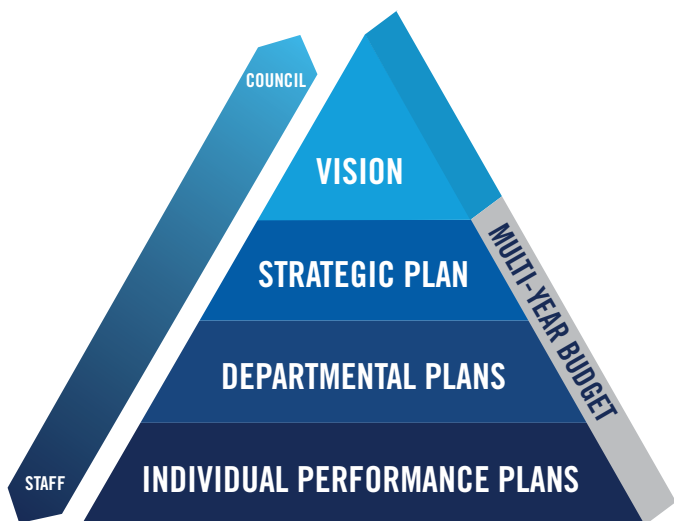 COUNCIL
VISION
STRATEGIC PLAN
MULTI-YEAR BUDGET
DEPARTMENTAL PLANS
INDIVIDUAL PERFORMANCE PLANS
STAFF